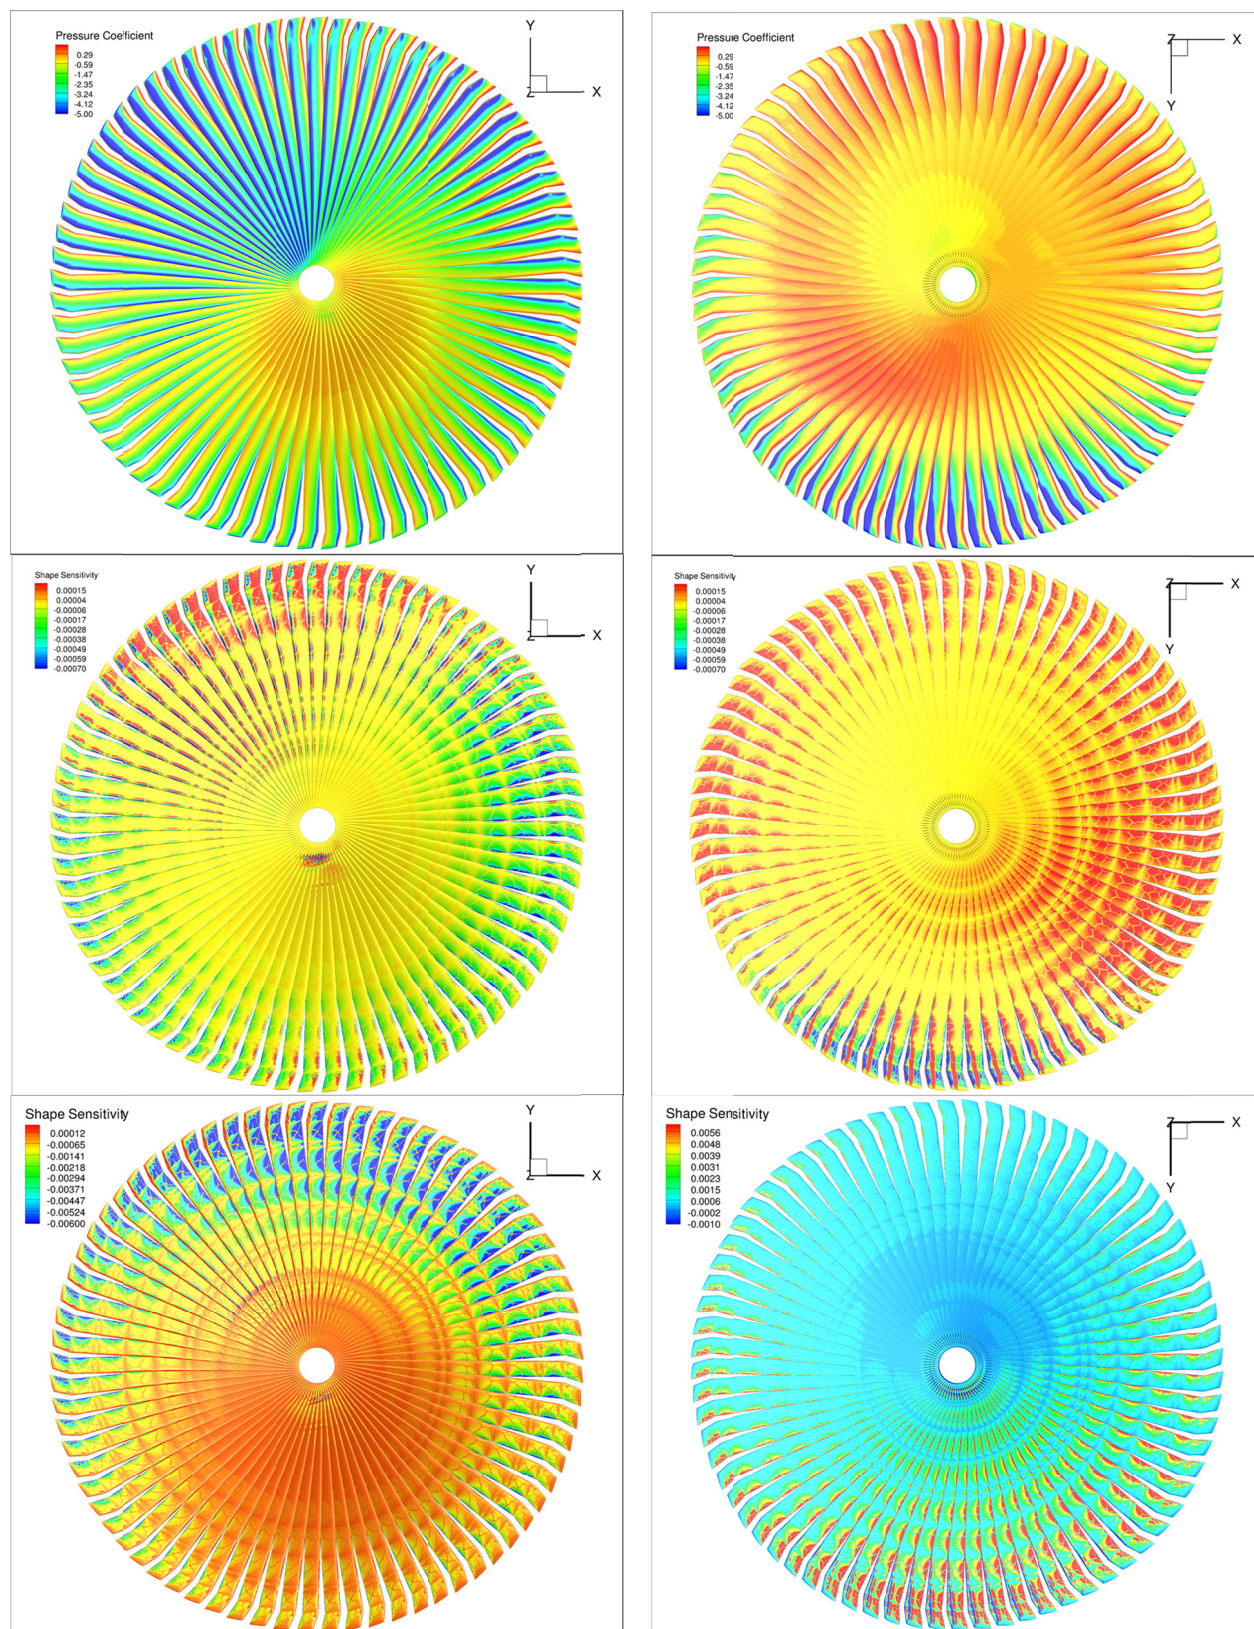 Pressure Coefficient
0.29
-0.59
-1.47
-2.35
-3.24
-4.12
-5.00
Y
Z X
Pressure Coefficient
0.29
-0.59
-1.47
-2.35
-3.24
-4.12
-5.00
Z X
Y
Shape Sensitivity
0.00015
0.00004
-0.00006
-0.00017
-0.00028
-0.00038
-0.00049
-0.00059
-0.00070
Y
Z X
Shape Sensitivity
0.00015
0.00004
-0.00006
-0.00017
-0.00028
-0.00038
-0.00049
-0.00059
-0.00070
Z X
Y
Shape Sensitivity
0.00012
-0.00065
-0.00141
-0.00218
-0.00294
-0.00371
-0.00447
-0.00524
-0.00600
Y
Z X
Shape Sensitivity
0.0056
0.0048
0.0039
0.0031
0.0023
0.0015
0.0006
-0.0002
-0.0010
Z X
Y